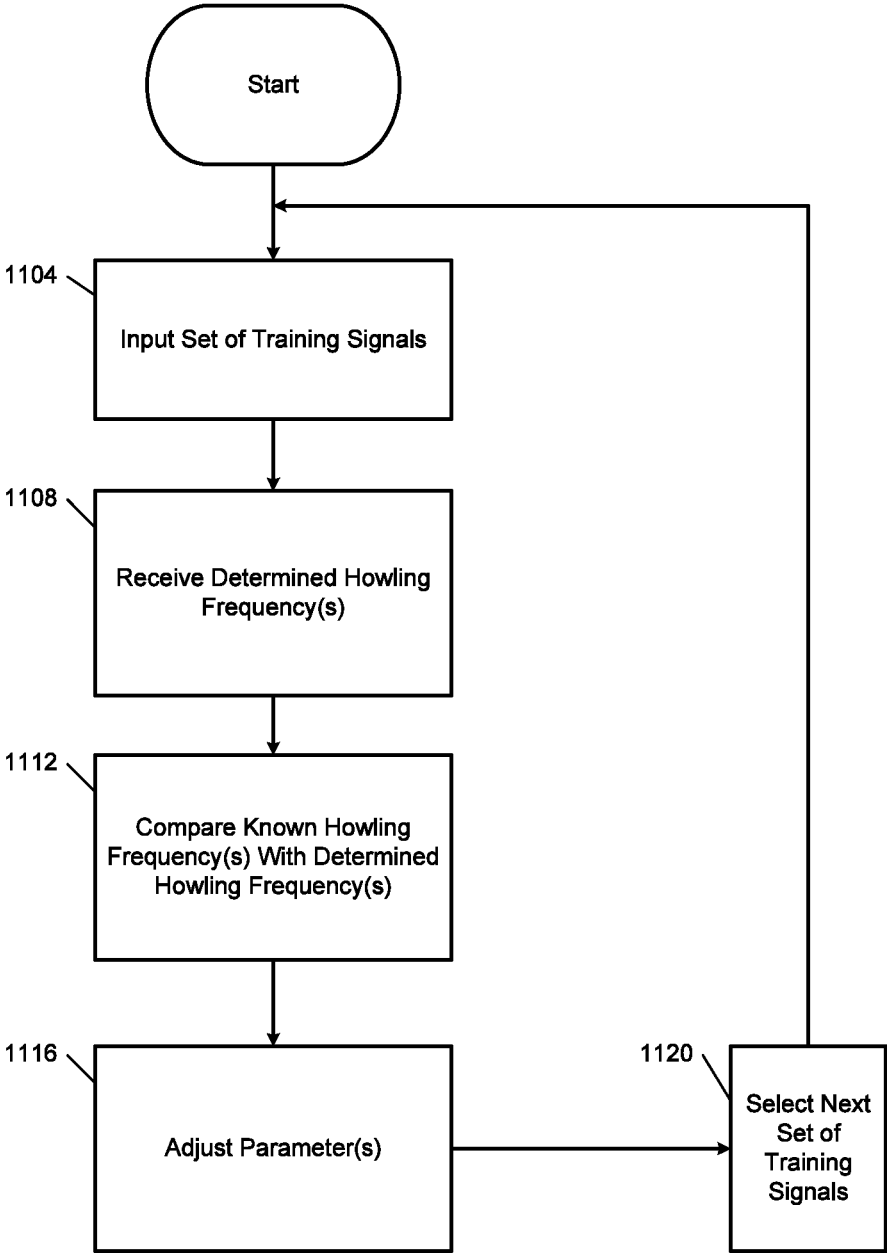 Start
1104
Input Set of Training Signals
1108
Receive Determined Howling
Frequency(s)
1112
Compare Known Howling
Frequency(s) With Determined
Howling Frequency(s)
1116
Adjust Parameter(s)
1120
Select Next
Set of
Training
Signals